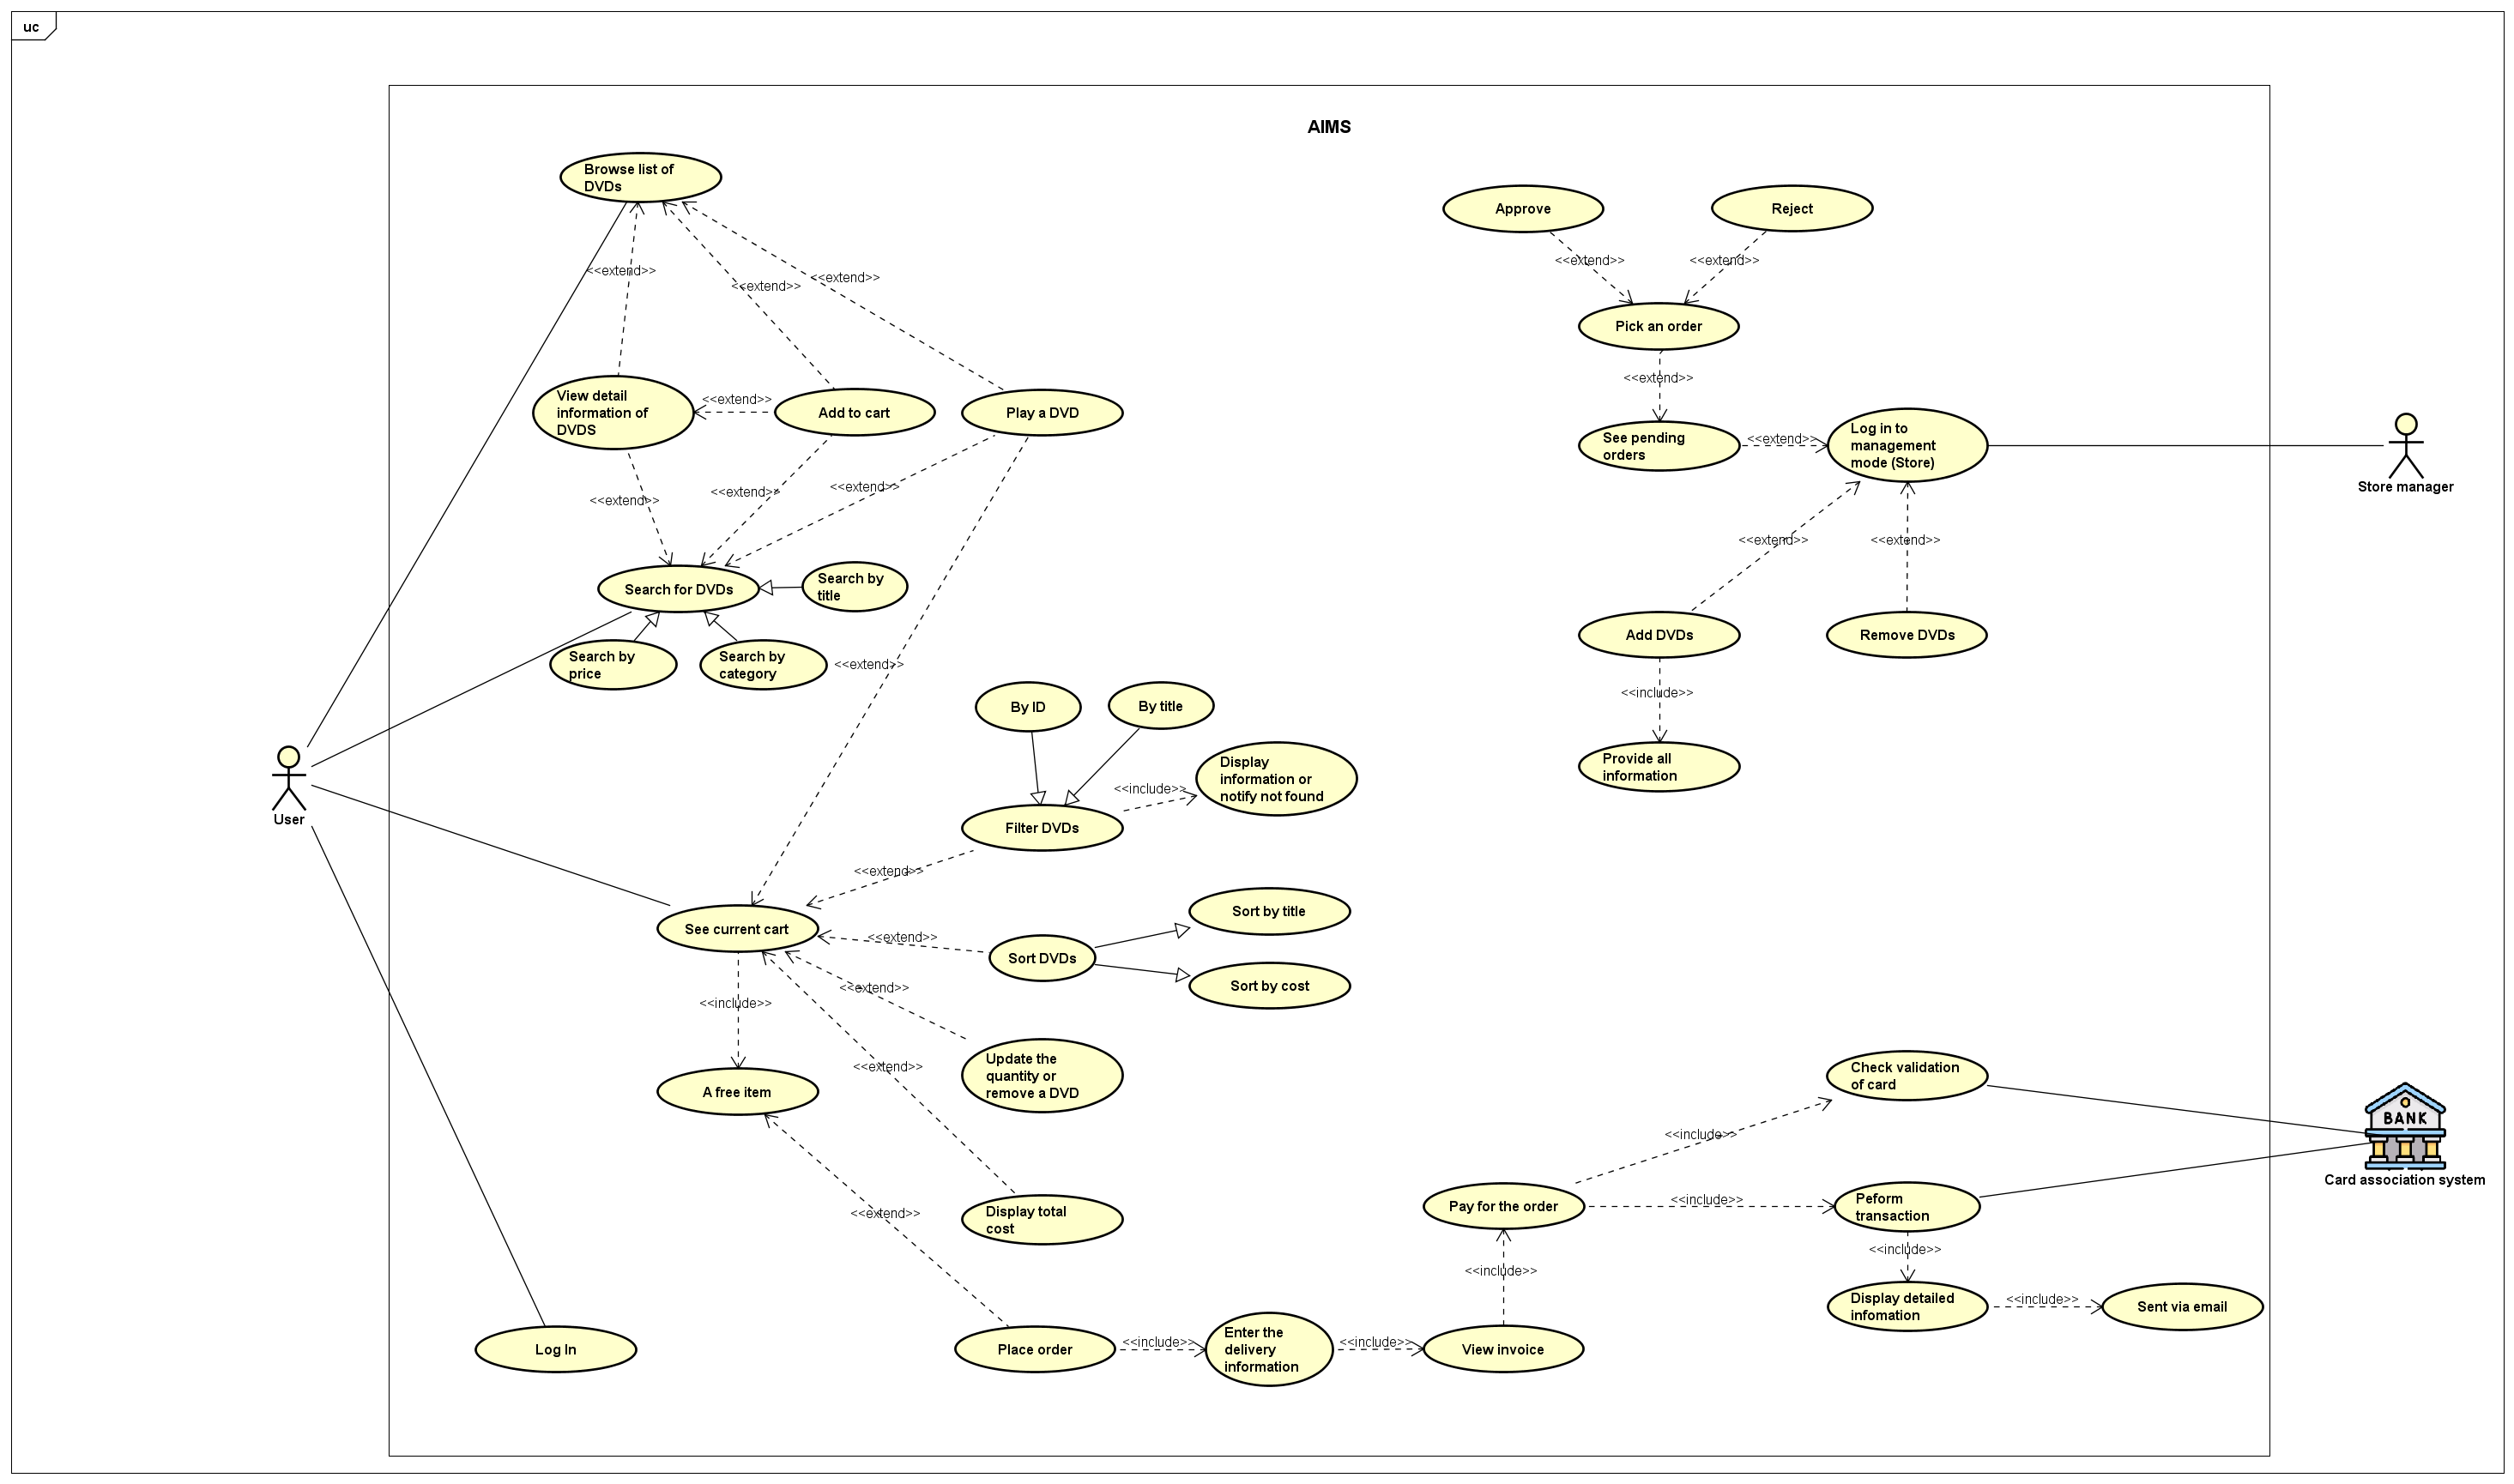 uc
AIMS
Browse list of
DVDs
Approve
Reject
<<extend>>
<<extend>>
<<extend>>
<<extend>>
<<extend>>
Pick an order
<<extend>>
View detail
information of
DVDS
<<extend>>
Add to cart
Play a DVD
See pending
orders
<<extend>>
Log in to
management
mode (Store)
Store manager
<<extend>>
<<extend>>
<<extend>>
<<extend>>
<<extend>>
Search for DVDs
Search by
title
Search by
price
Search by
category
<<extend>>
Add DVDs
Remove DVDs
<<include>>
By ID
By title
Display
information or
notify not found
Provide all
information
<<include>>
User
Filter DVDs
<<extend>>
See current cart
<<extend>>
Sort DVDs
Sort by title
Sort by cost
<<include>>
<<extend>>
<<extend>>
Update the
quantity or
remove a DVD
A free item
Check validation
of card
BANK
Card association system
<<include>>
<<extend>>
Display total
cost
Pay for the order
<<include>>
Peform
transaction
<<include>>
<<include>>
Display detailed
infomation
<<include>>
Sent via email
Log In
Place order
<<include>>
Enter the
delivery
information
<<include>>
View invoice